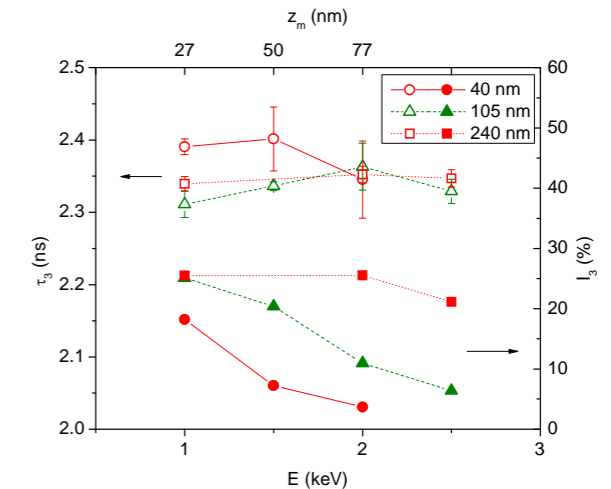 z_m (nm)
27 50 77
2.5 60
40 nm
105 nm
240 nm
50
2.4
40
2.3
30
2.2
20
2.1
10
2.0 0
τ_3 (ns)
I_3 (%)
1 2 3
E (keV)